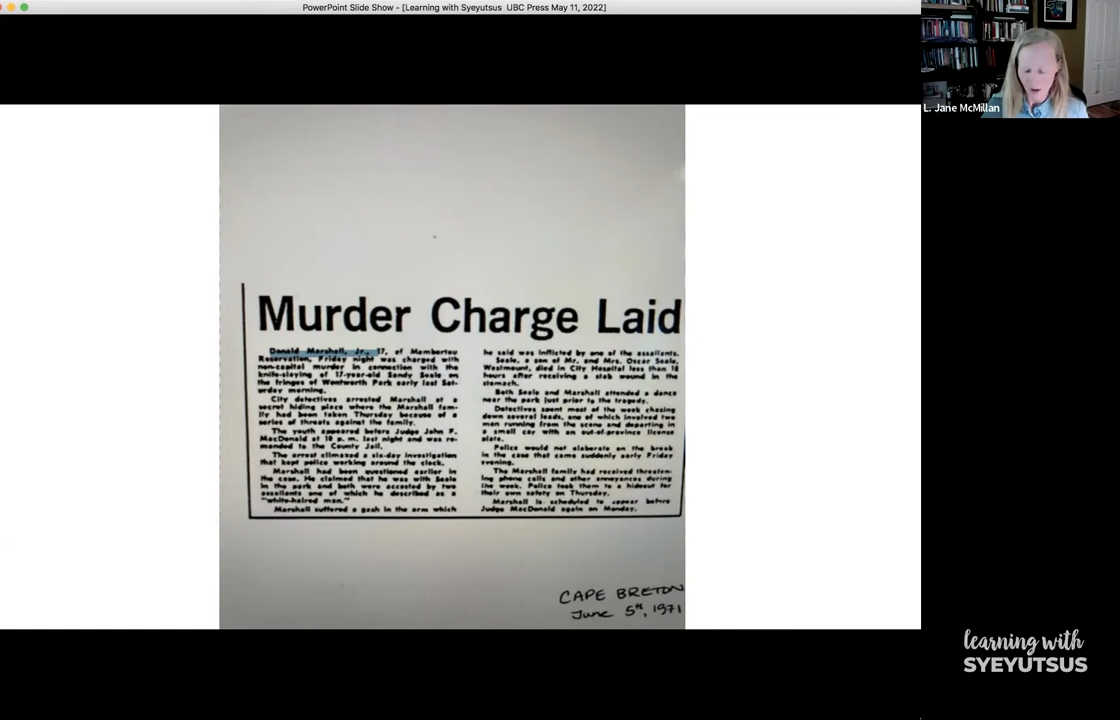 PowerPoint Slide Show - [Learning with Syeyutsus UBC Press May 11, 2022]
L. Jane McMillan
Murder Charge Laid
Donald Marshall, Jr., 17, of Membertou
Reservation, Friday night was charged with
non-capital murder in connection with the
knife-slaying of 17-year-old Sandy Seale on
the fringes of Wentworth Park early last Sat-
urday morning.
City detectives arrested Marshall at a
secret hiding place where the Marshall fam-
ily had been taken Thursday because of a
series of threats against the family.
The youth appeared before Judge John F.
MacDonald at 10 p. m. last night and was re-
manded to the County Jail.
The arrest climaxed a six-day investigation
that kept police working around the clock.
Marshall had been questioned earlier in
the case. He claimed that he was with Seale
in the park and both were accosted by two
assailants one of which he described as a
"white-haired man."
Marshall suffered a gash in the arm which
he said was inflicted by one of the assailants.
Seale, a son of Mr. and Mrs. Oscar Seale,
Westmount, died in City Hospital less than 18
hours after receiving a stab wound in the
stomach.
Both Seale and Marshall attended a dance
near the park just prior to the tragedy.
Detectives spent most of the week chasing
down several leads, one of which involved two
men running from the scene and departing in
a small car with an out-of-province license
plate.
Police would not elaborate on the break
in the case that came suddenly early Friday
evening.
The Marshall family had received threaten-
ing phone calls and other annoyances during
the week. Police took them to a hideout for
their own safety on Thursday.
Marshall is scheduled to appear before
Judge MacDonald again on Monday.
CAPE BRETON
June 5th, 1971
learning with
SYEYUTSUS